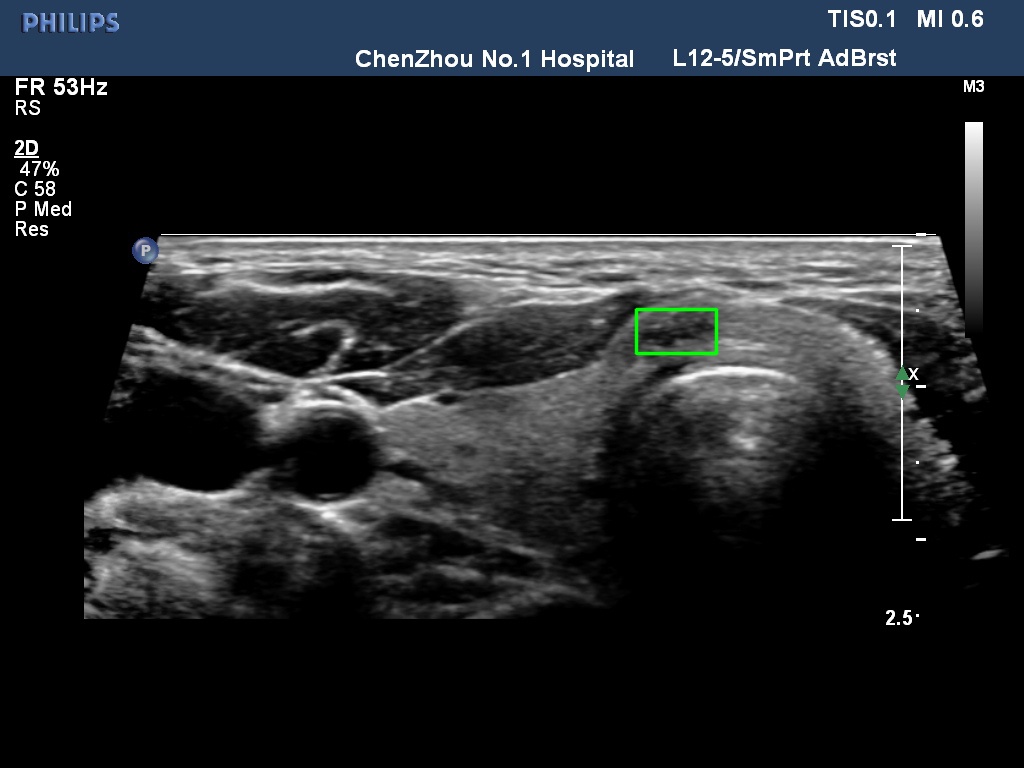 PHILIPS
TIS0.1 MI 0.6
ChenZhou No.1 Hospital L12-5/SmPrt AdBrst
FR 53Hz
RS
M3
2D
47%
C 58
P Med
Res
P
X
2.5